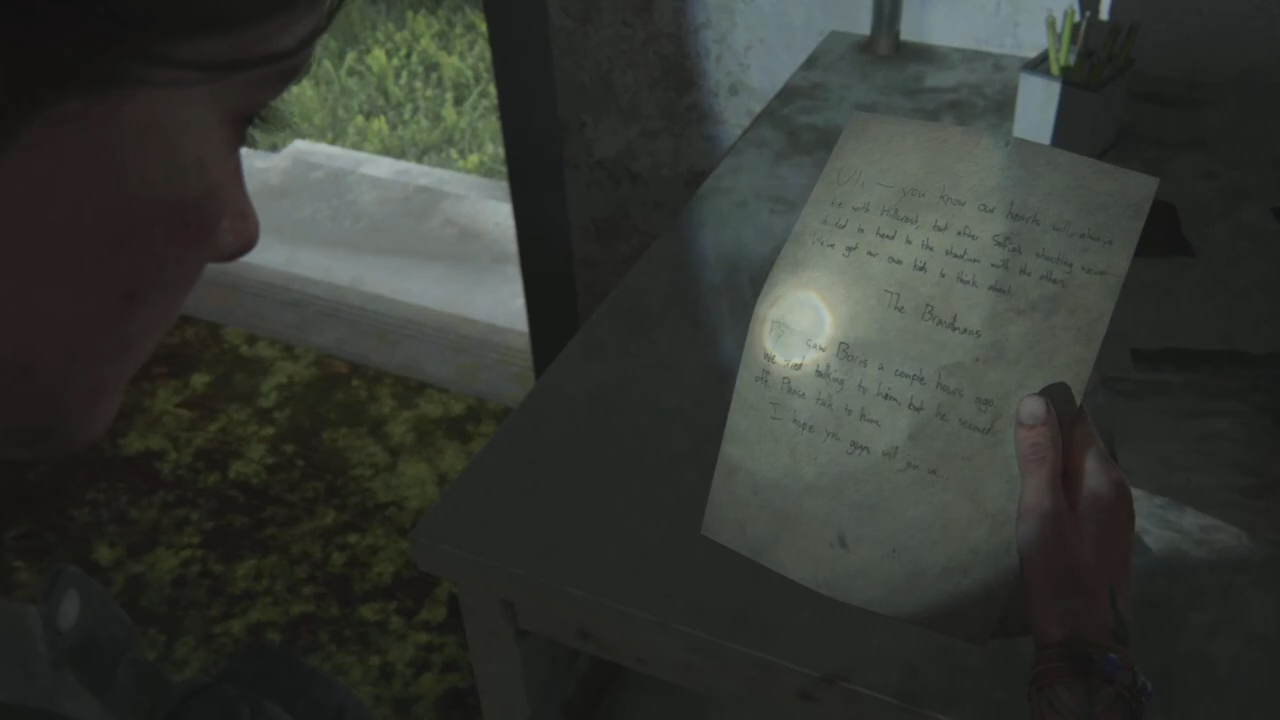 Uli — you know our hearts will always
be with Hillcrest, but after Sofia's shooting we've
decided to head to the stadium with the others.
We've got our own kids to think about.
The Brandmans
PS saw Boris a couple hours ago.
We tried talking to him, but he seemed
off. Please talk to him.
I hope you guys will join us...